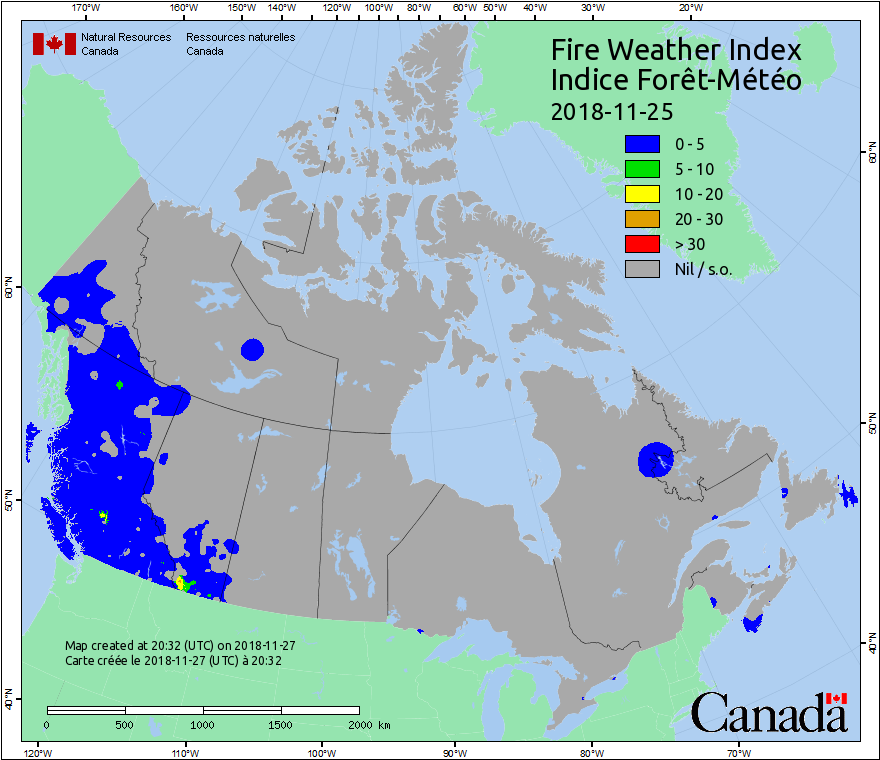 170°W 160°W 150°W 140°W 130°W 120°W 110°W 100°W 90°W 80°W 60°W 50°W 40°W 30°W 20°W
Natural Resources Ressources naturelles
Canada Canada
Fire Weather Index
Indice Forêt-Météo
2018-11-25
0 - 5
5 - 10
10 - 20
20 - 30
> 30
Nil / s.o.
60°N
60°N
50°N
50°N
40°N
40°N
Map created at 20:32 (UTC) on 2018-11-27
Carte créée le 2018-11-27 (UTC) à 20:32
0 500 1000 1500 2000 km
Canada
120°W 110°W 100°W 90°W 80°W 70°W